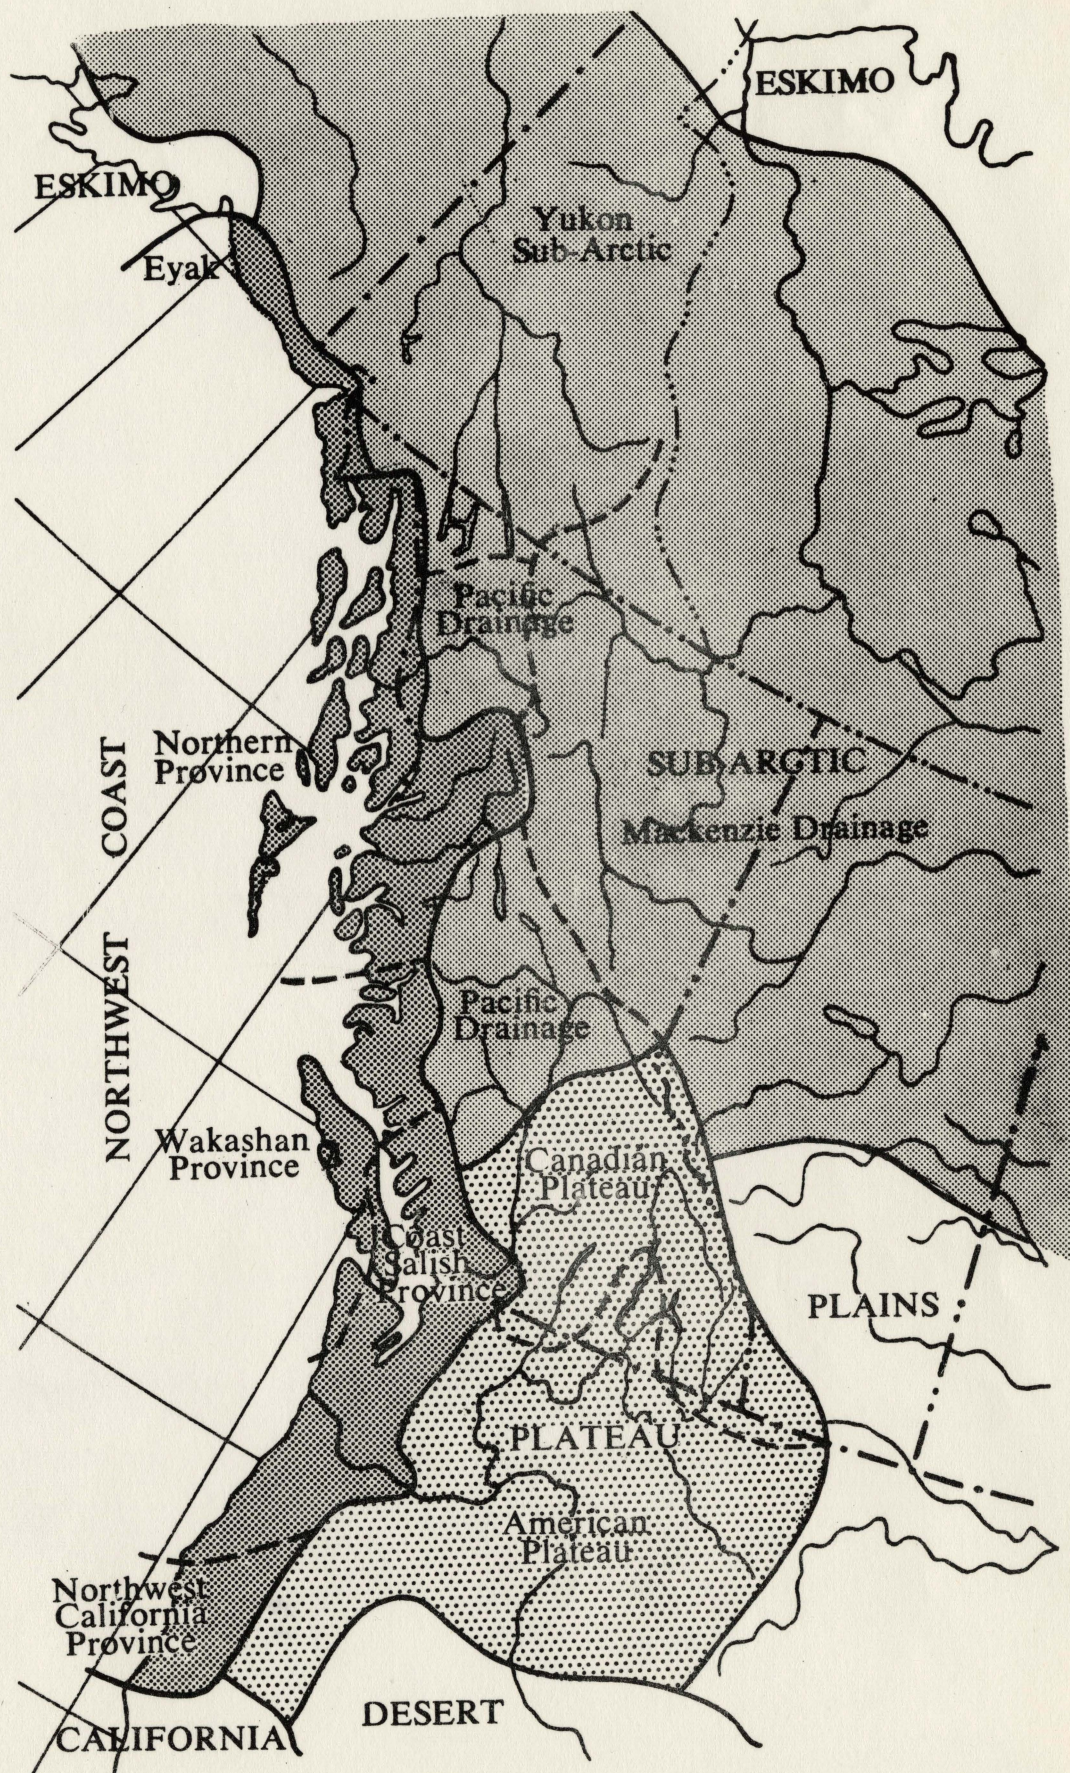 ESKIMO
ESKIMO
Yukon
Sub-Arctic
Eyak
Pacific
Drainage
Northern
Province
SUB ARCTIC
Mackenzie Drainage
NORTHWEST COAST
Pacific
Drainage
Wakashan
Province
Canadian
Plateau
Coast
Salish
Province
PLAINS
PLATEAU
American
Plateau
Northwest
California
Province
DESERT
CALIFORNIA